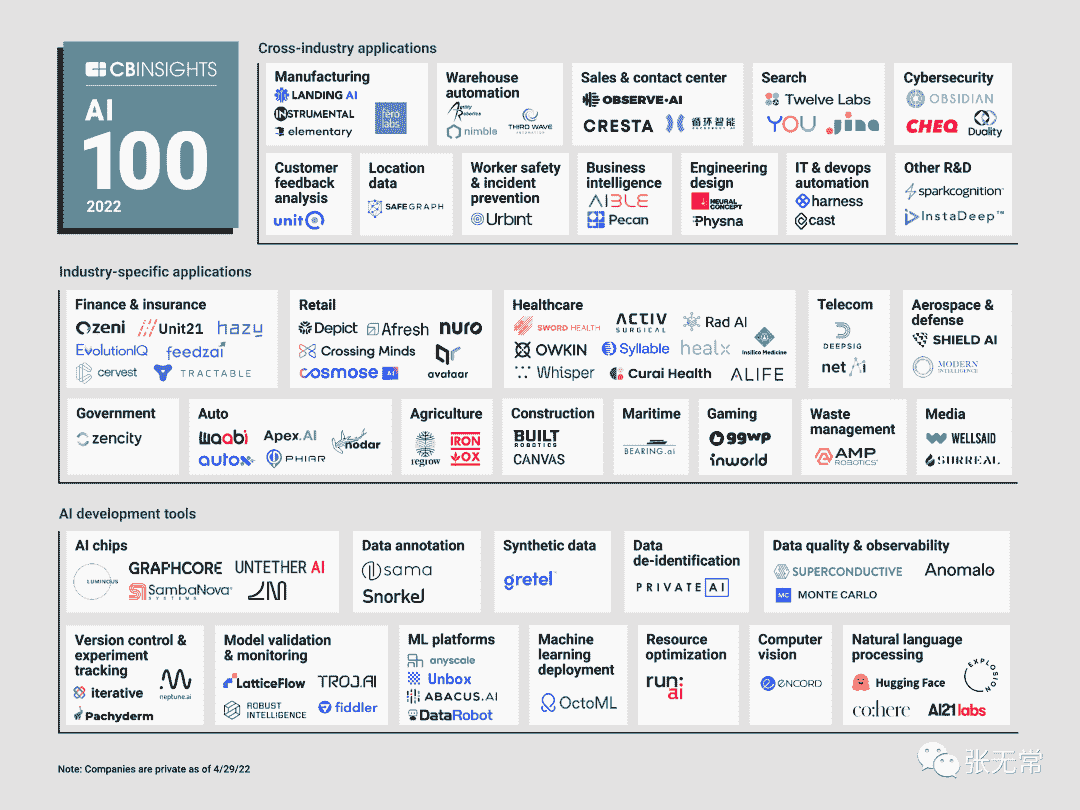 CBINSIGHTS
AI
100
2022
Cross-industry applications
Manufacturing
LANDING AI
INSTRUMENTAL
elementary
fero
labs
Warehouse
automation
Agility
Robotics
nimble
THIRD WAVE
AUTOMATION
Sales & contact center
OBSERVE.AI
CRESTA
循环智能
Search
Twelve Labs
YOU
.jina
Cybersecurity
OBSIDIAN
CHEQ
Duality
Customer
feedback
analysis
unitQ
Location
data
SAFEGRAPH
Worker safety
& incident
prevention
Urbint
Business
intelligence
AIBLE
Pecan
Engineering
design
NEURAL
CONCEPT
Physna
IT & devops
automation
harness
cast
Other R&D
sparkcognition
InstaDeep™
Industry-specific applications
Finance & insurance
Ozeni
Unit21
hazy
EvolutionIQ
feedzai
cervest
TRACTABLE
Retail
Depict
Afresh
nuro
Crossing Minds
cosmose AI
avataar
Healthcare
SWORD HEALTH
ACTIV
SURGICAL
Rad AI
OWKIN
Syllable
healx
Insilico Medicine
Whisper
Curai Health
ALIFE
Telecom
DEEPSIG
net Ai
Aerospace &
defense
SHIELD AI
MODERN
INTELLIGENCE
Government
zencity
Auto
waabi
Apex.AI
nodar
autox
PHIAR
Agriculture
regrow
IRON
OX
Construction
BUILT
ROBOTICS
CANVAS
Maritime
BEARING.ai
Gaming
ggwp
inworld
Waste
management
AMP
ROBOTICS
Media
WELLSAID
SURREAL
AI development tools
AI chips
LUMINOUS
GRAPHCORE
UNTETHER AI
SambaNova
SYSTEMS
Data annotation
sama
Snorkel
Synthetic data
gretel
Data
de-identification
PRIVATE AI
Data quality & observability
SUPERCONDUCTIVE
Anomalo
MC MONTE CARLO
Version control &
experiment
tracking
iterative
neptune.ai
Pachyderm
Model validation
& monitoring
LatticeFlow
TROJ.AI
ROBUST
INTELLIGENCE
fiddler
ML platforms
anyscale
Unbox
ABACUS.AI
DataRobot
Machine
learning
deployment
OctoML
Resource
optimization
run:
ai
Computer
vision
ENCORD
Natural language
processing
Hugging Face
EXPLOSION
co:here
AI21labs
Note: Companies are private as of 4/29/22
张无常